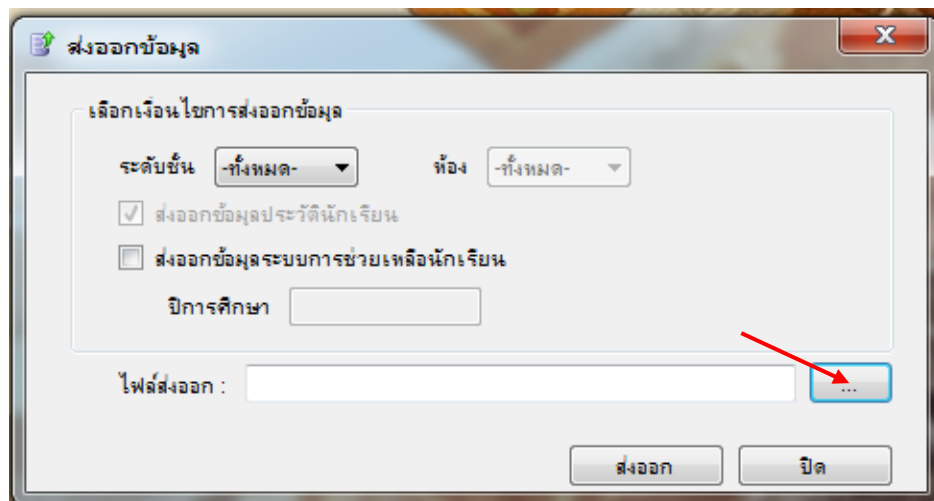 ส่งออกข้อมูล
เลือกเงื่อนไขการส่งออกข้อมูล
ระดับชั้น -ทั้งหมด- ห้อง -ทั้งหมด-
ส่งออกข้อมูลประวัตินักเรียน
ส่งออกข้อมูลระบบการช่วยเหลือนักเรียน
ปีการศึกษา
ไฟล์ส่งออก : ...
ส่งออก ปิด